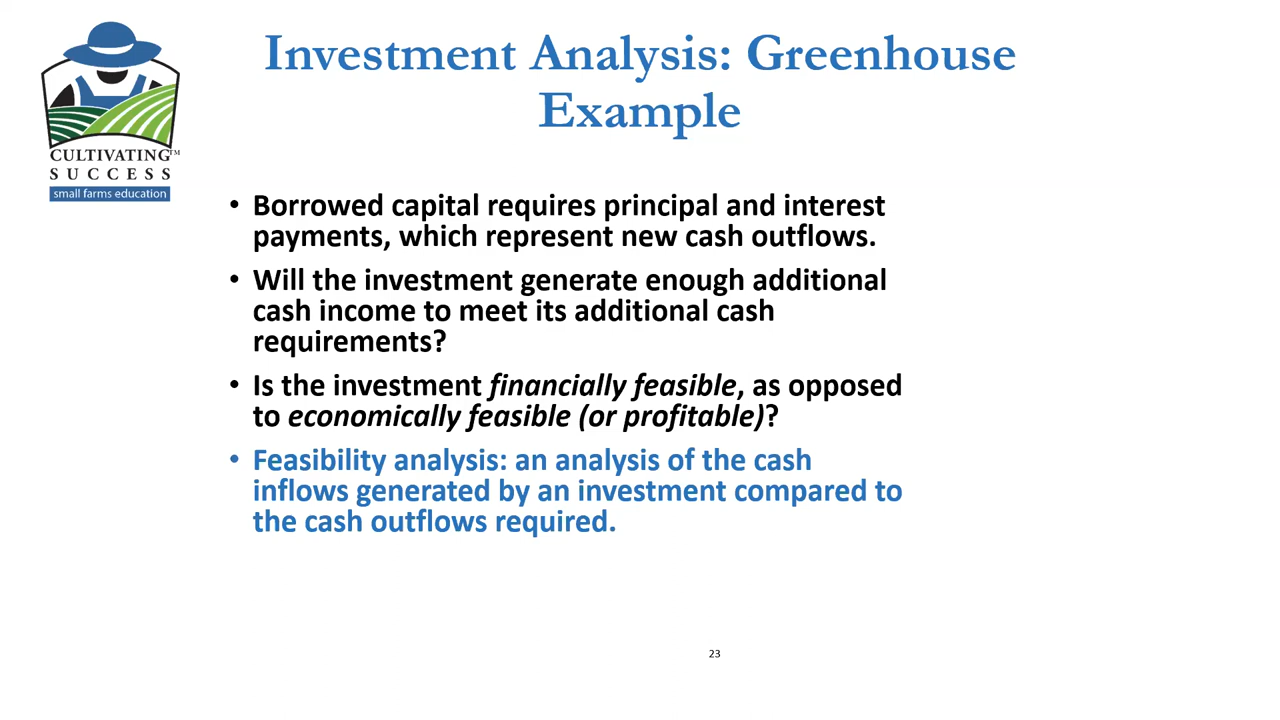 Investment Analysis: Greenhouse
Example
CULTIVATING™
SUCCESS
small farms education
• Borrowed capital requires principal and interest
payments, which represent new cash outflows.
• Will the investment generate enough additional
cash income to meet its additional cash
requirements?
• Is the investment financially feasible, as opposed
to economically feasible (or profitable)?
• Feasibility analysis: an analysis of the cash
inflows generated by an investment compared to
the cash outflows required.
23